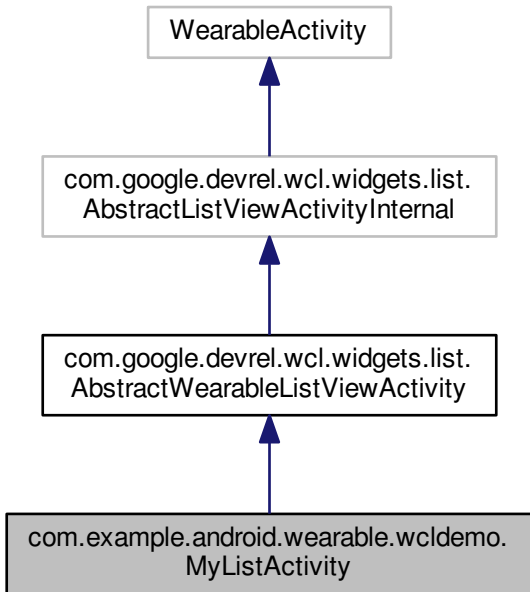 WearableActivity
com.google.devrel.wcl.widgets.list.
AbstractListViewActivityInternal
com.google.devrel.wcl.widgets.list.
AbstractWearableListViewActivity
com.example.android.wearable.wcldemo.
MyListActivity